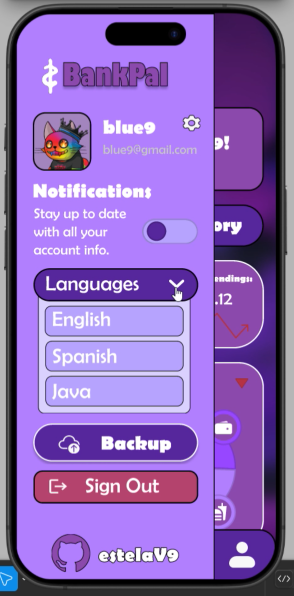 BankPal
blue9
blue9@gmail.com
9!
Notifications
Stay up to date
with all your
account info.
ory
Languages
endings:
.12
English
Spanish
Java
Backup
Sign Out
estelaV9